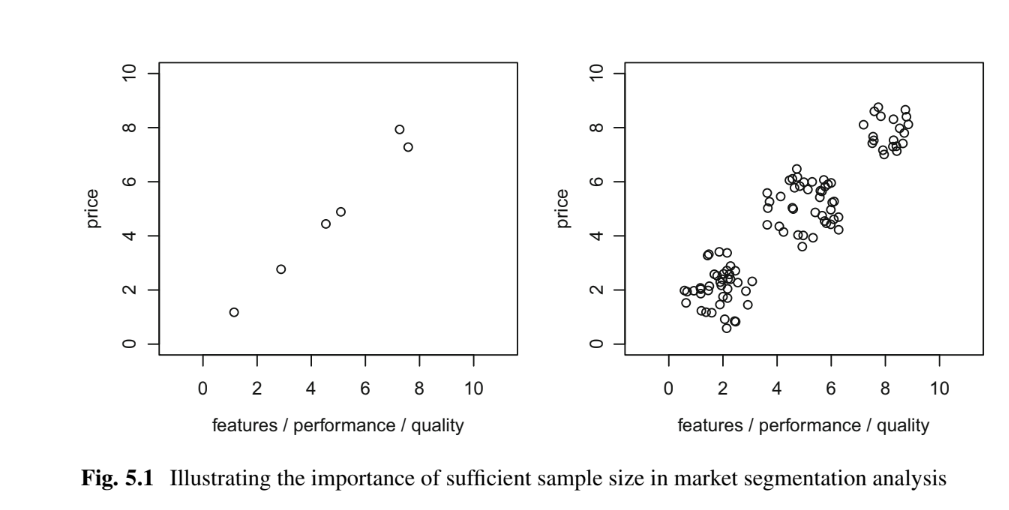 price
10
8
6
4
2
0
0 2 4 6 8 10
features / performance / quality
price
10
8
6
4
2
0
0 2 4 6 8 10
features / performance / quality
Fig. 5.1 Illustrating the importance of sufficient sample size in market segmentation analysis